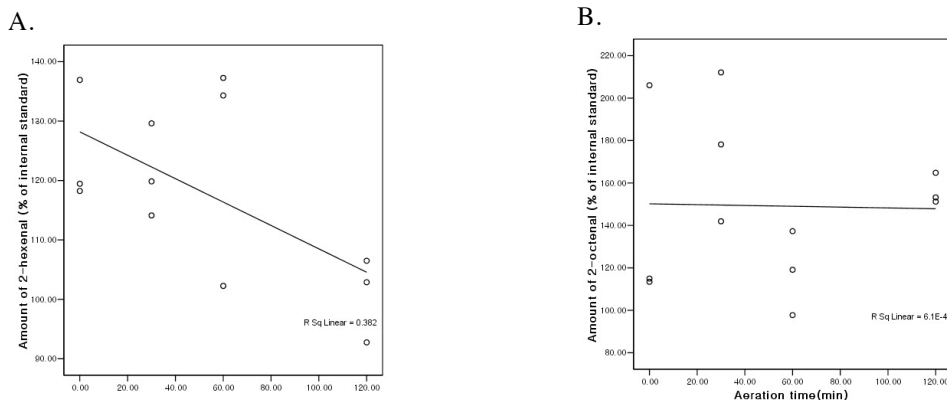 A.
Amount of 2-hexenal (% of internal standard)
140.00
130.00
120.00
110.00
100.00
90.00
R Sq Linear = 0.382
0.00 20.00 40.00 60.00 80.00 100.00 120.00
B.
Amount of 2-octenal (% of internal standard)
220.00
200.00
180.00
160.00
140.00
120.00
100.00
80.00
R Sq Linear = 6.1E-4
0.00 20.00 40.00 60.00 80.00 100.00 120.00
Aeration time(min)